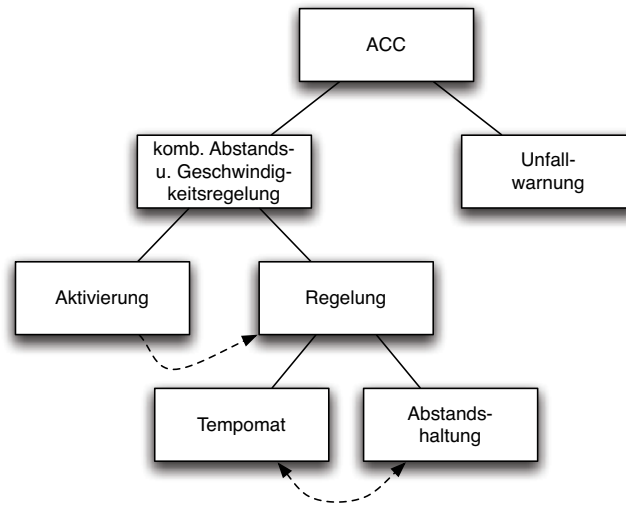 ACC
komb. Abstands-
u. Geschwindig-
keitsregelung
Unfall-
warnung
Aktivierung
Regelung
Tempomat
Abstands-
haltung